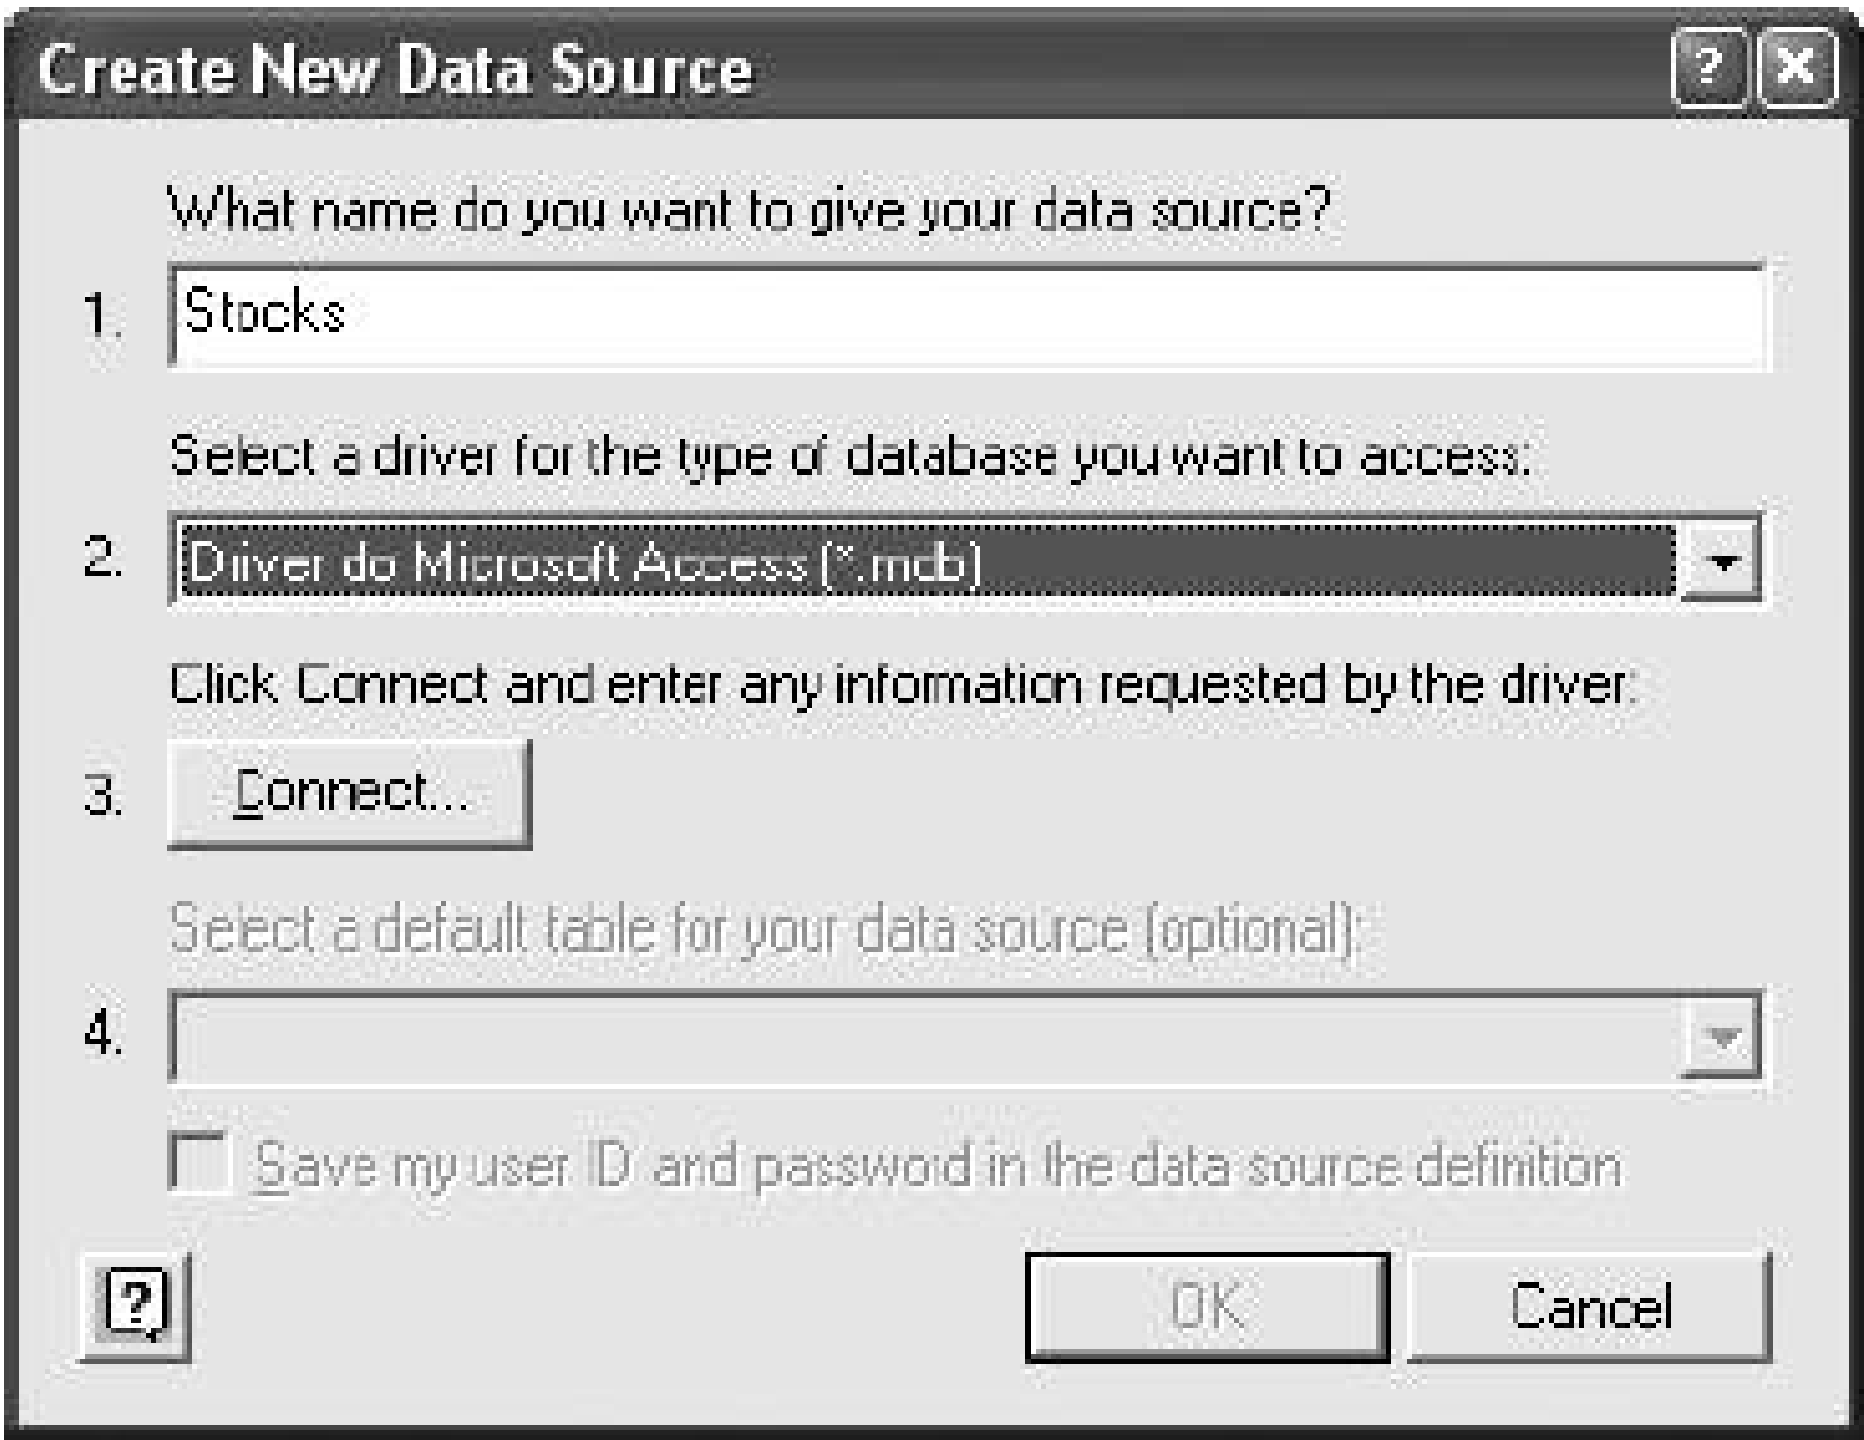 Create New Data Source
What name do you want to give your data source?
1. Stocks
Select a driver for the type of database you want to access:
2. Driver do Microsoft Access (*.mdb)
Click Connect and enter any information requested by the driver:
3. Connect...
Select a default table for your data source (optional):
4.
Save my user ID and password in the data source definition
OK Cancel